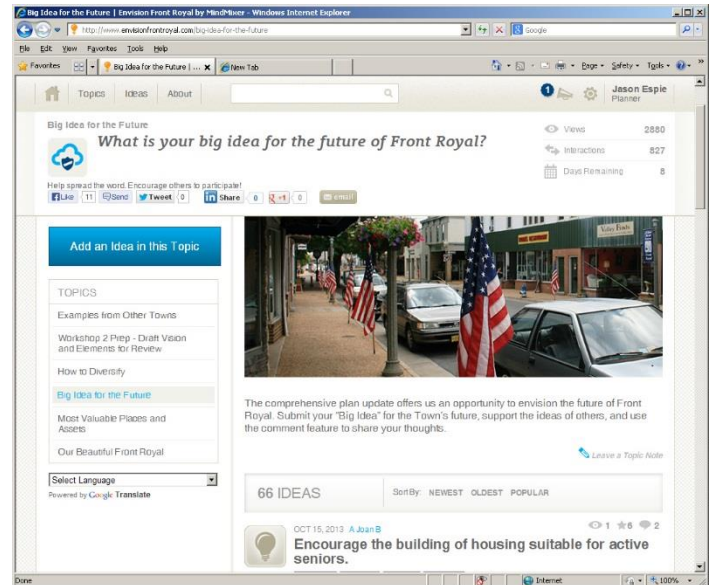 Big Idea for the Future | Envision Front Royal by MindMixer - Windows Internet Explorer
http://www.envisionfrontroyal.com/big-idea-for-the-future
Google
File Edit View Favorites Tools Help
Favorites
Big Idea for the Future | ...
New Tab
Page Safety Tools
Topics Ideas About
1
Jason Espie
Planner
Big Idea for the Future
What is your big idea for the future of Front Royal?
Views 2880
Interactions 827
Days Remaining 8
Help spread the word. Encourage others to participate!
Like 11 Send Tweet 0 in Share 0 g +1 0 email
Add an Idea in this Topic
TOPICS
Examples from Other Towns
Workshop 2 Prep - Draft Vision
and Elements for Review
How to Diversify
Big Idea for the Future
Most Valuable Places and
Assets
Our Beautiful Front Royal
Select Language
Powered by Google Translate
The comprehensive plan update offers us an opportunity to envision the future of Front
Royal. Submit your "Big Idea" for the Town's future, support the ideas of others, and use
the comment feature to share your thoughts.
Leave a Topic Note
66 IDEAS
Sort By: NEWEST OLDEST POPULAR
OCT 15, 2013 A Joan B
1 6 2
Encourage the building of housing suitable for active
seniors.
Done
Internet
100%